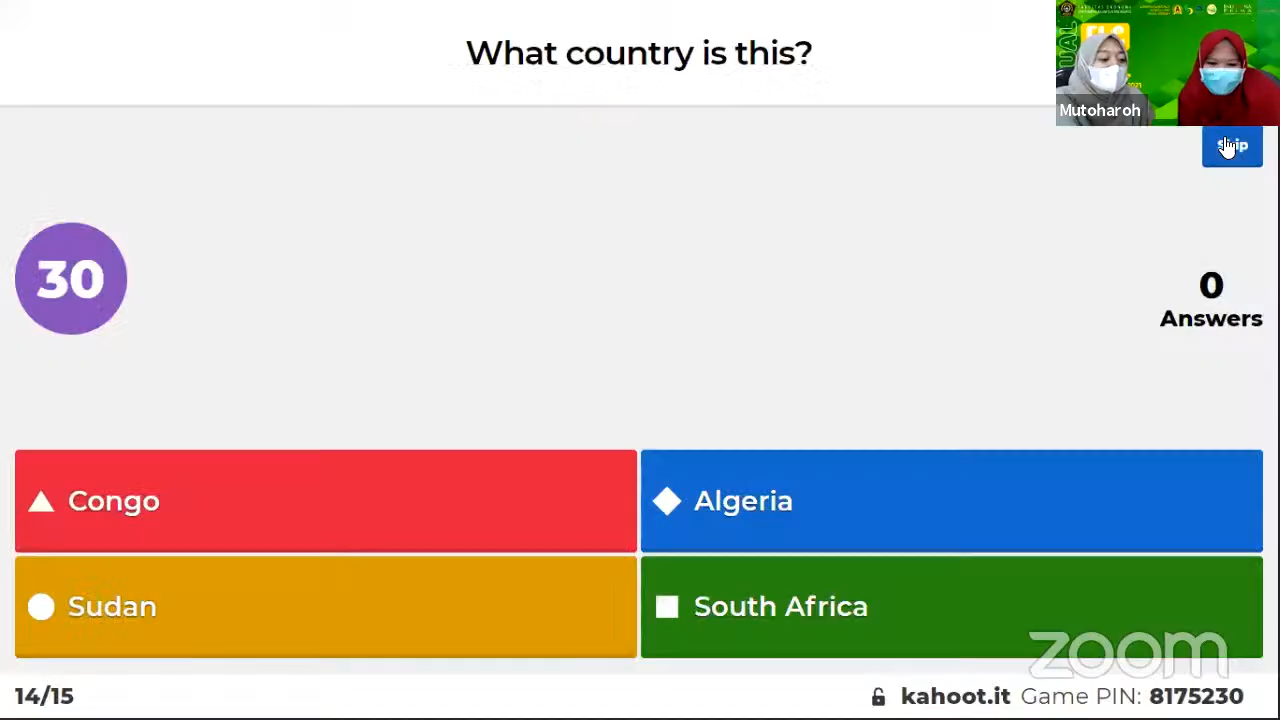 What country is this?
Mutoharoh
Skip
30
0
Answers
Congo
Algeria
Sudan
South Africa
zoom
14/15
kahoot.it Game PIN: 8175230